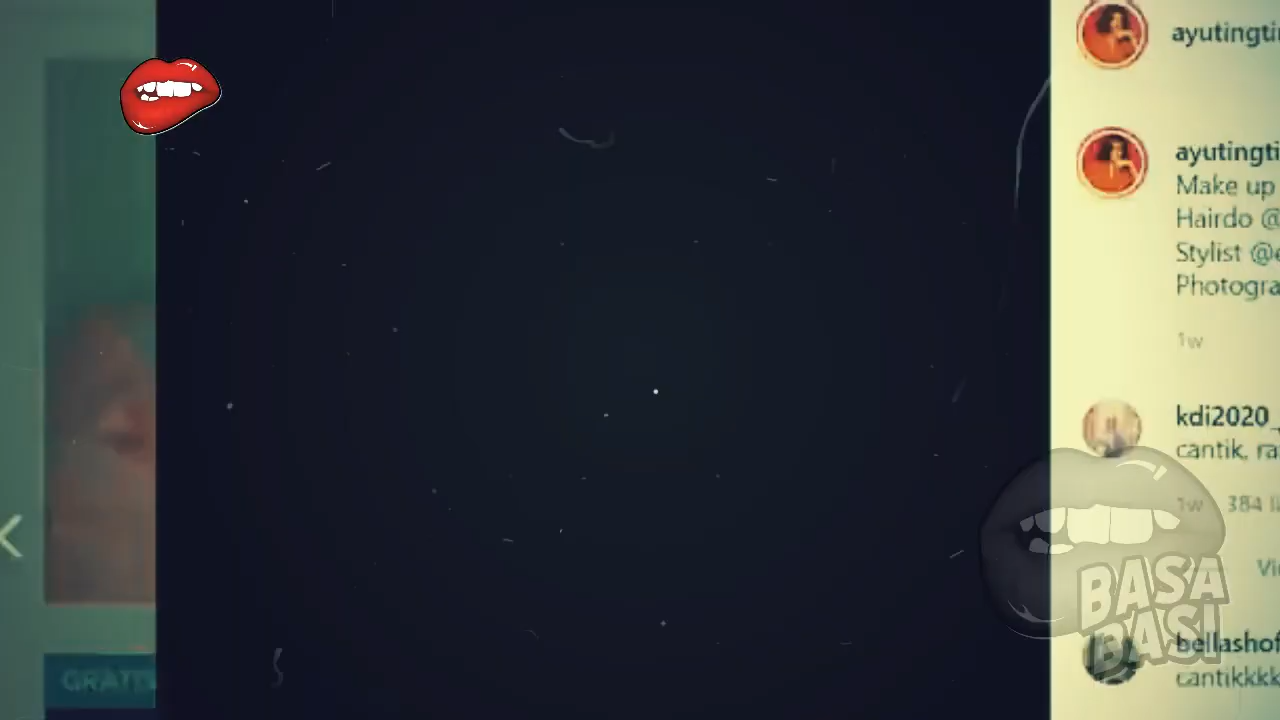 ayutingti
ayutingti
Make up
Hairdo @
Stylist @e
Photogra
1w
kdi2020_
cantik, ra
1w 384 li
Vi
bellashof
cantikkkk
GRATIS
BASA
BASI